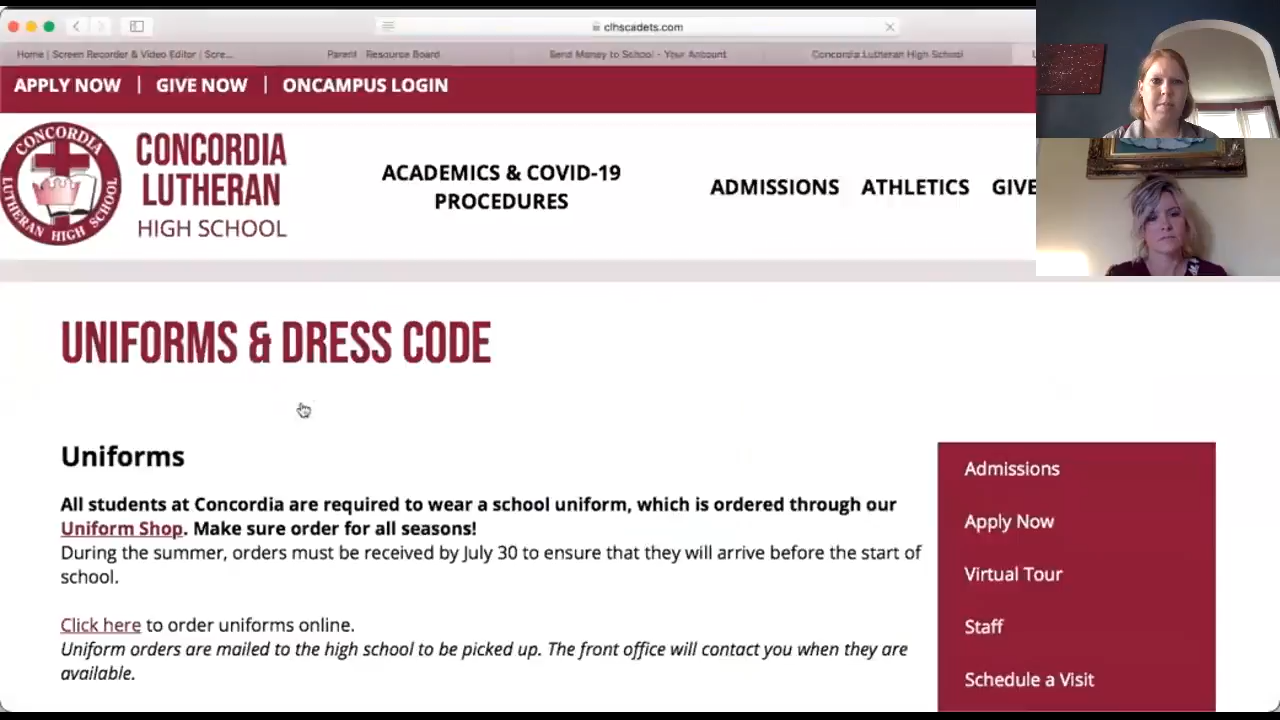 clhscadets.com
Home | Screen Recorder & Video Editor | Scre...
Parent Resource Board
Send Money to School - Your Account
Concordia Lutheran High School
APPLY NOW | GIVE NOW | ONCAMPUS LOGIN
CONCORDIA
LUTHERAN HIGH SCHOOL
CONCORDIA
LUTHERAN
HIGH SCHOOL
ACADEMICS & COVID-19
PROCEDURES
ADMISSIONS ATHLETICS GIVE
UNIFORMS & DRESS CODE
Uniforms
All students at Concordia are required to wear a school uniform, which is ordered through our
Uniform Shop. Make sure order for all seasons!
During the summer, orders must be received by July 30 to ensure that they will arrive before the start of
school.
Click here to order uniforms online.
Uniform orders are mailed to the high school to be picked up. The front office will contact you when they are
available.
Admissions
Apply Now
Virtual Tour
Staff
Schedule a Visit